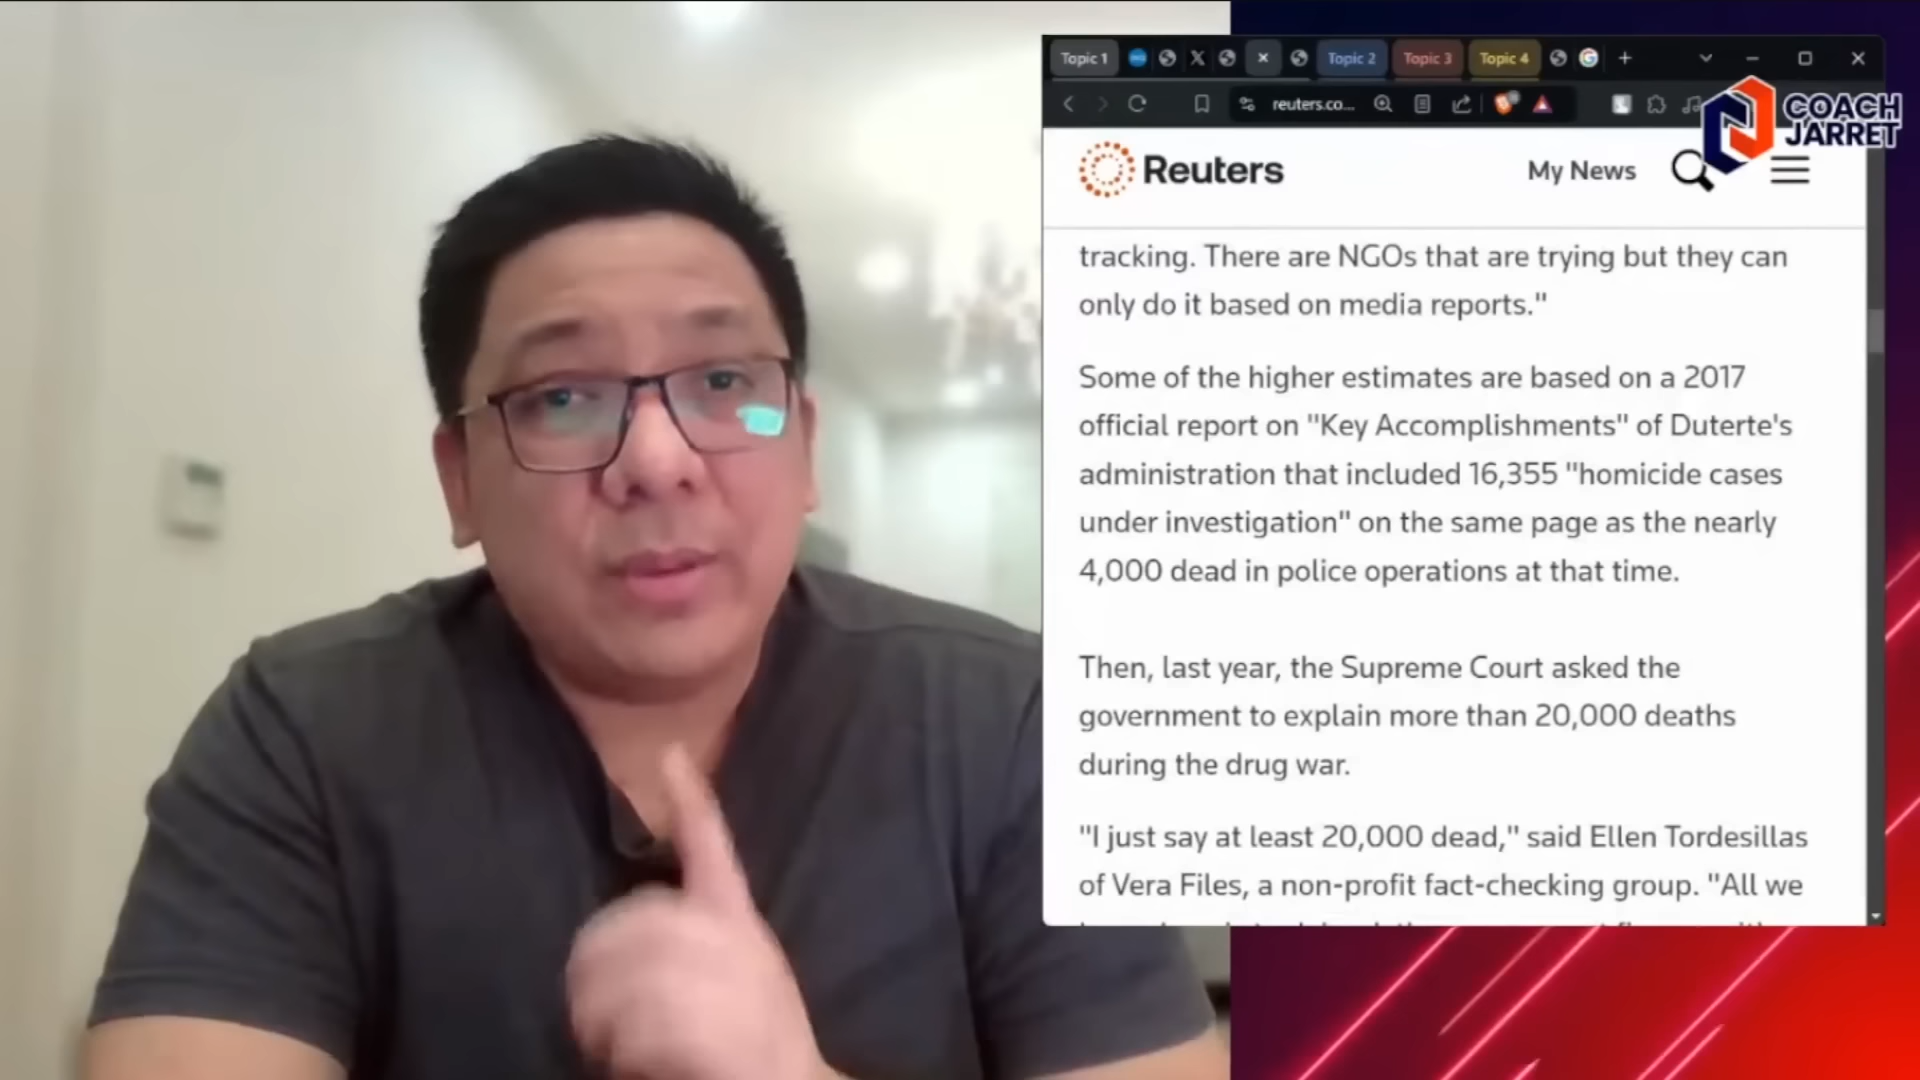 Topic 1
Topic 2
Topic 3
Topic 4
reuters.co...
COACH
JARRET
Reuters
My News
tracking. There are NGOs that are trying but they can
only do it based on media reports."
Some of the higher estimates are based on a 2017
official report on "Key Accomplishments" of Duterte's
administration that included 16,355 "homicide cases
under investigation" on the same page as the nearly
4,000 dead in police operations at that time.
Then, last year, the Supreme Court asked the
government to explain more than 20,000 deaths
during the drug war.
"I just say at least 20,000 dead," said Ellen Tordesillas
of Vera Files, a non-profit fact-checking group. "All we